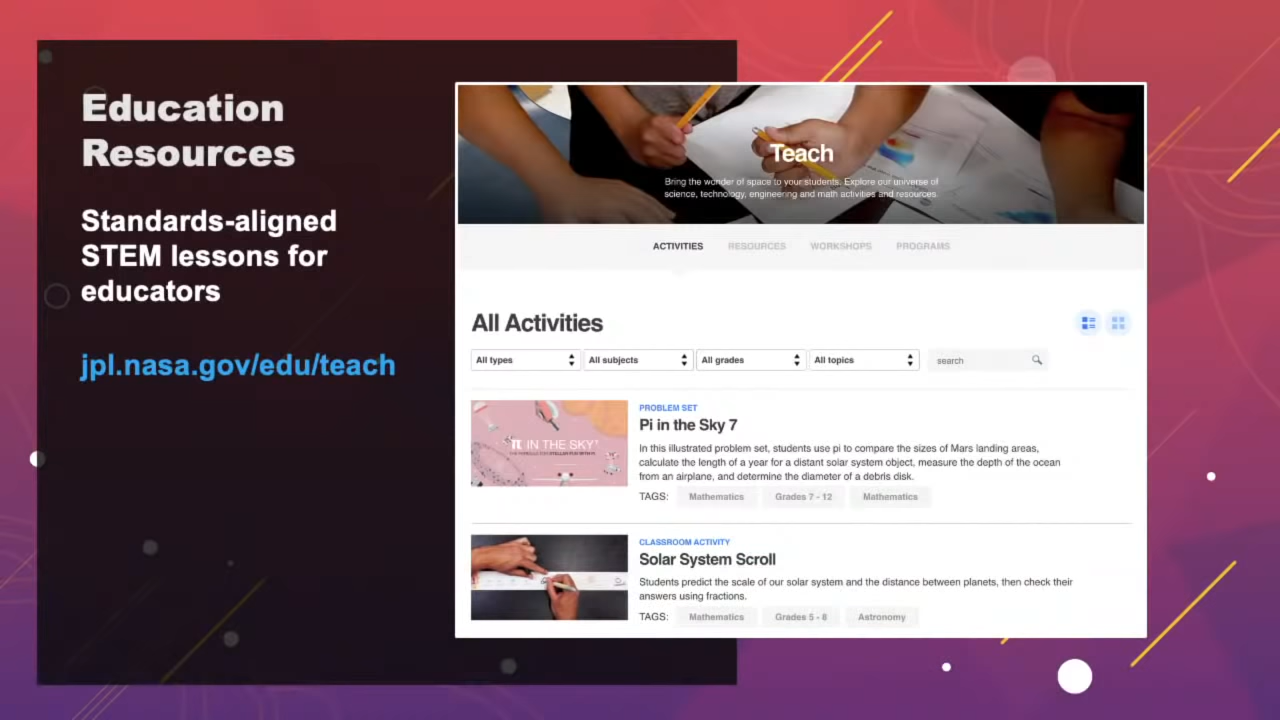 Education
Resources
Standards-aligned
STEM lessons for
educators
jpl.nasa.gov/edu/teach
Teach
Bring the wonder of space to your students. Explore our universe of
science, technology, engineering and math activities and resources.
ACTIVITIES RESOURCES WORKSHOPS PROGRAMS
All Activities
All types All subjects All grades All topics search
π IN THE SKY7
PROBLEM SET
Pi in the Sky 7
In this illustrated problem set, students use pi to compare the sizes of Mars landing areas,
calculate the length of a year for a distant solar system object, measure the depth of the ocean
from an airplane, and determine the diameter of a debris disk.
TAGS: Mathematics Grades 7 - 12 Mathematics
CLASSROOM ACTIVITY
Solar System Scroll
Students predict the scale of our solar system and the distance between planets, then check their
answers using fractions.
TAGS: Mathematics Grades 5 - 8 Astronomy